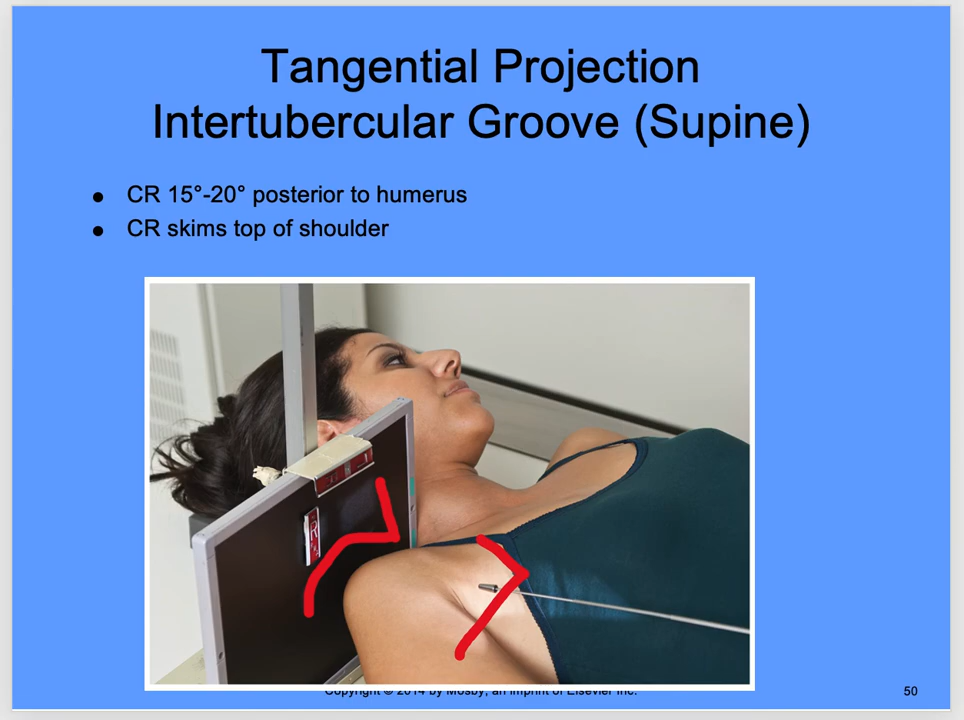 Tangential Projection
Intertubercular Groove (Supine)
• CR 15°-20° posterior to humerus
• CR skims top of shoulder
R
Copyright © 2014 by Mosby, an imprint of Elsevier Inc.
50